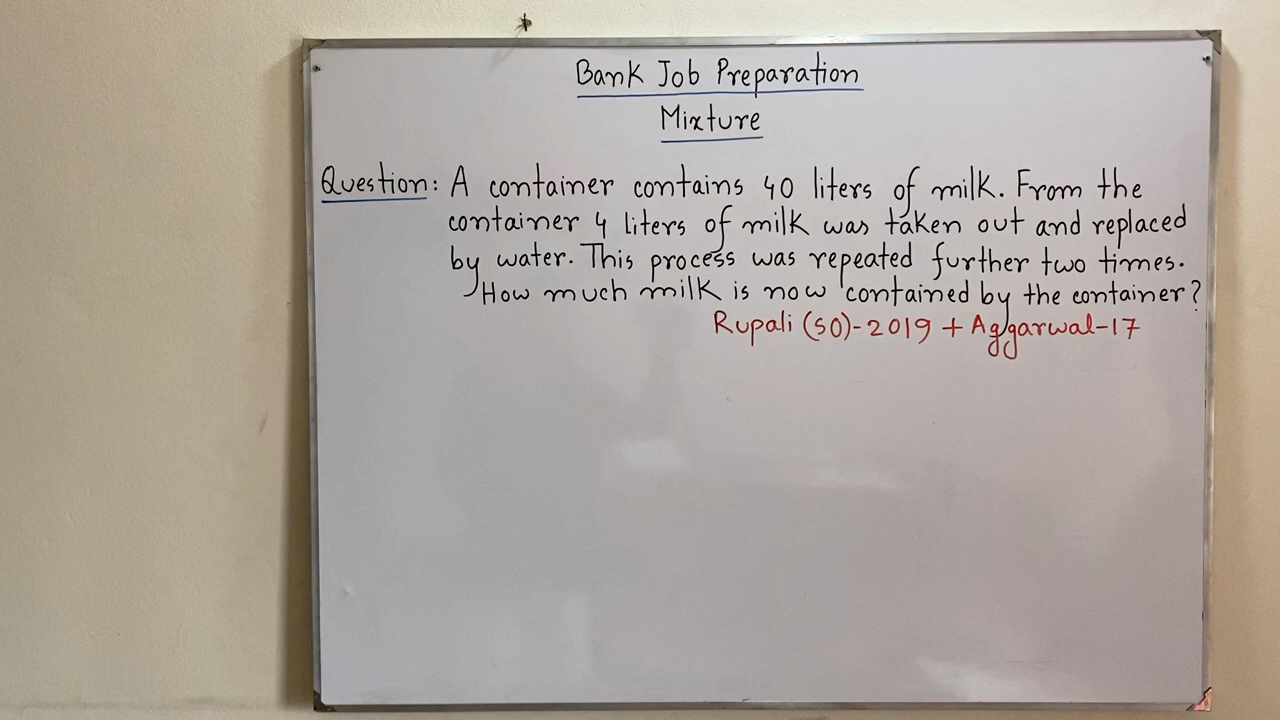 Bank Job Preparation
Mixture
Question: A container contains 40 liters of milk. From the
container 4 liters of milk was taken out and replaced
by water. This process was repeated further two times.
How much milk is now contained by the container?
Rupali (SO)-2019 + Aggarwal-17